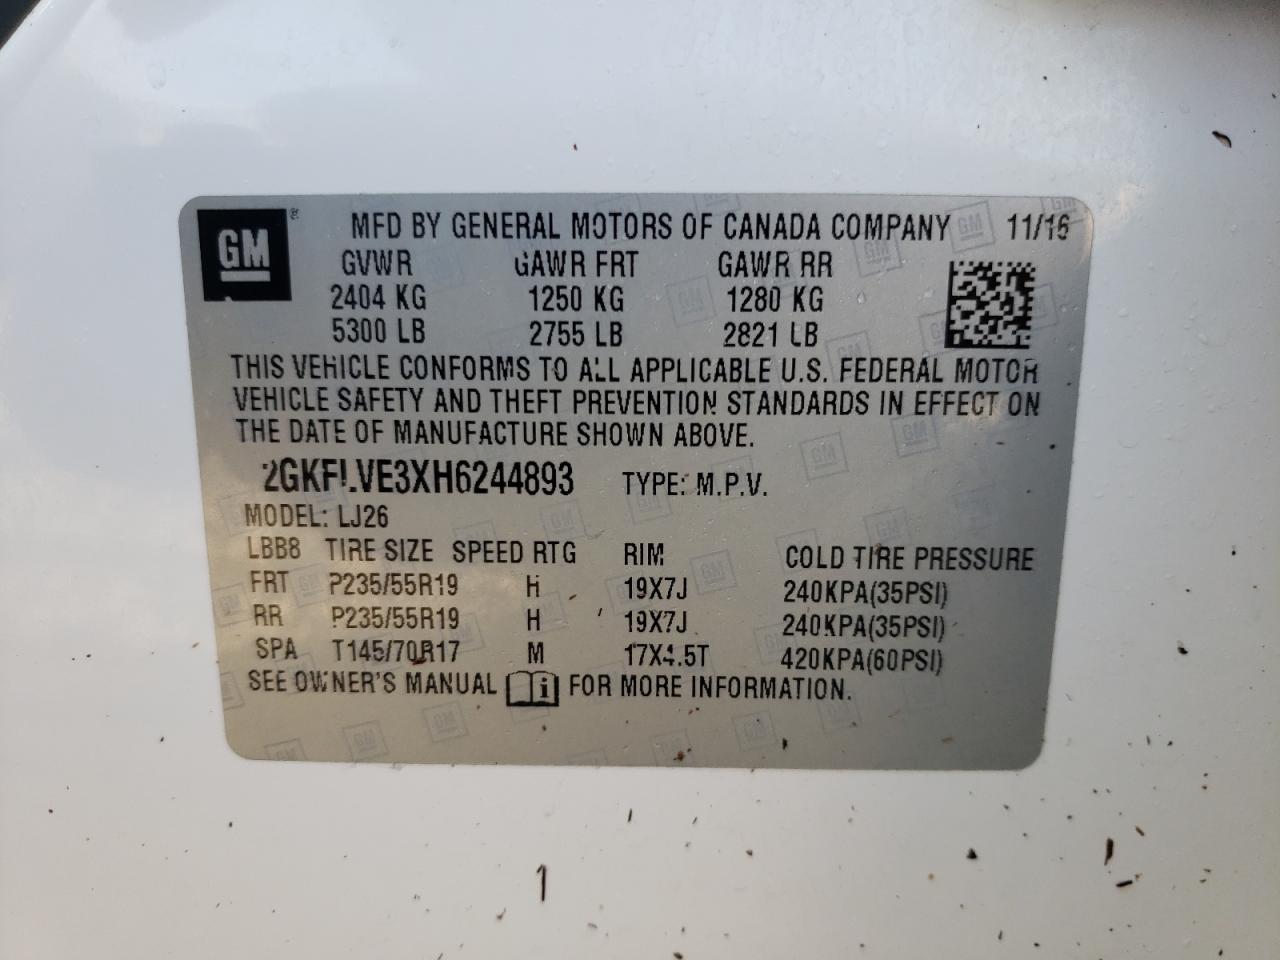 GM ® MFD BY GENERAL MOTORS OF CANADA COMPANY 11/16
GVWR GAWR FRT GAWR RR
2404 KG 1250 KG 1280 KG
5300 LB 2755 LB 2821 LB
THIS VEHICLE CONFORMS TO ALL APPLICABLE U.S. FEDERAL MOTOR
VEHICLE SAFETY AND THEFT PREVENTION STANDARDS IN EFFECT ON
THE DATE OF MANUFACTURE SHOWN ABOVE.
2GKFLVE3XH6244893 TYPE: M.P.V.
MODEL: LJ26
LBB8 TIRE SIZE SPEED RTG RIM COLD TIRE PRESSURE
FRT P235/55R19 H 19X7J 240KPA(35PSI)
RR P235/55R19 H 19X7J 240KPA(35PSI)
SPA T145/70R17 M 17X4.5T 420KPA(60PSI)
SEE OWNER'S MANUAL i FOR MORE INFORMATION.